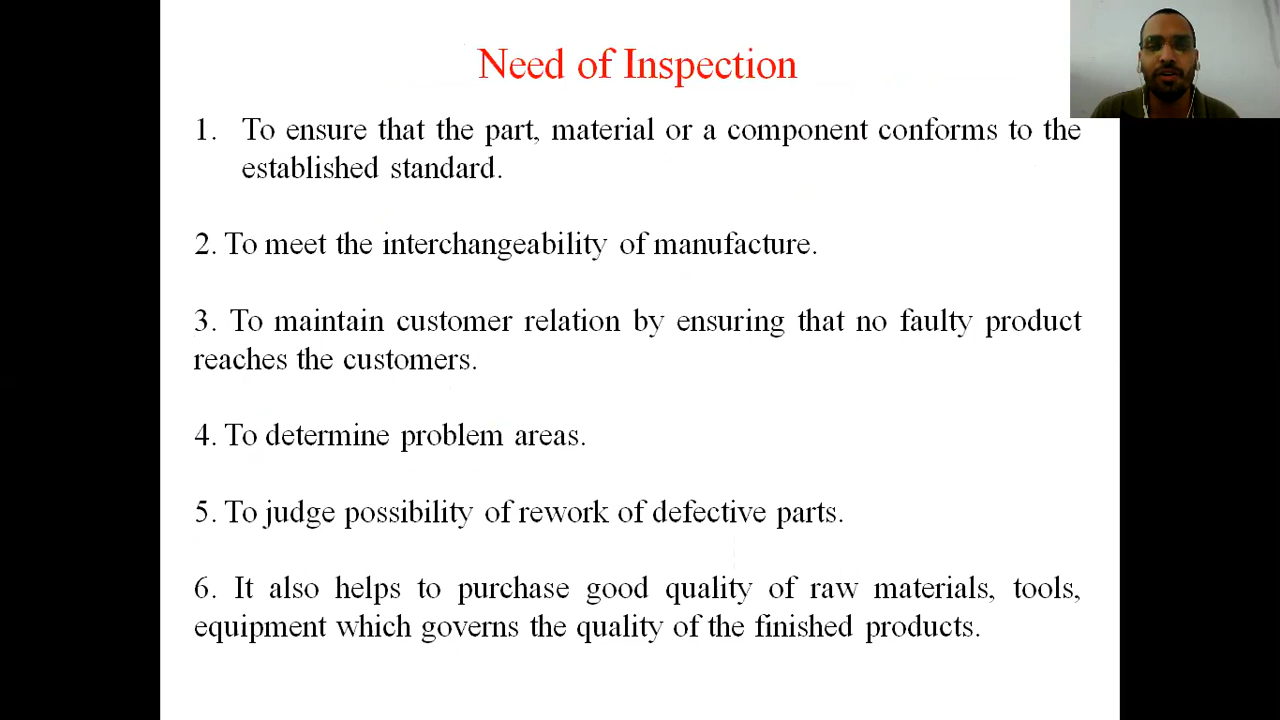 Need of Inspection
1. To ensure that the part, material or a component conforms to the
established standard.
2. To meet the interchangeability of manufacture.
3. To maintain customer relation by ensuring that no faulty product
reaches the customers.
4. To determine problem areas.
5. To judge possibility of rework of defective parts.
6. It also helps to purchase good quality of raw materials, tools,
equipment which governs the quality of the finished products.